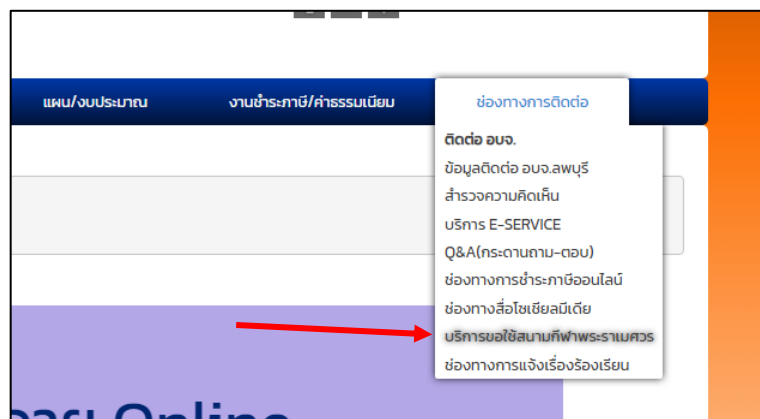 แผน/งบประมาณ งานชำระภาษี/ค่าธรรมเนียม ช่องทางการติดต่อ
ติดต่อ อบจ.
ข้อมูลติดต่อ อบจ.ลพบุรี
สำรวจความคิดเห็น
บริการ E-SERVICE
Q&A(กระดานถาม-ตอบ)
ช่องทางการชำระภาษีออนไลน์
ช่องทางสื่อโซเชียลมีเดีย
บริการขอใช้สนามกีฬาพระราเมศวร
ช่องทางการแจ้งเรื่องร้องเรียน
Online